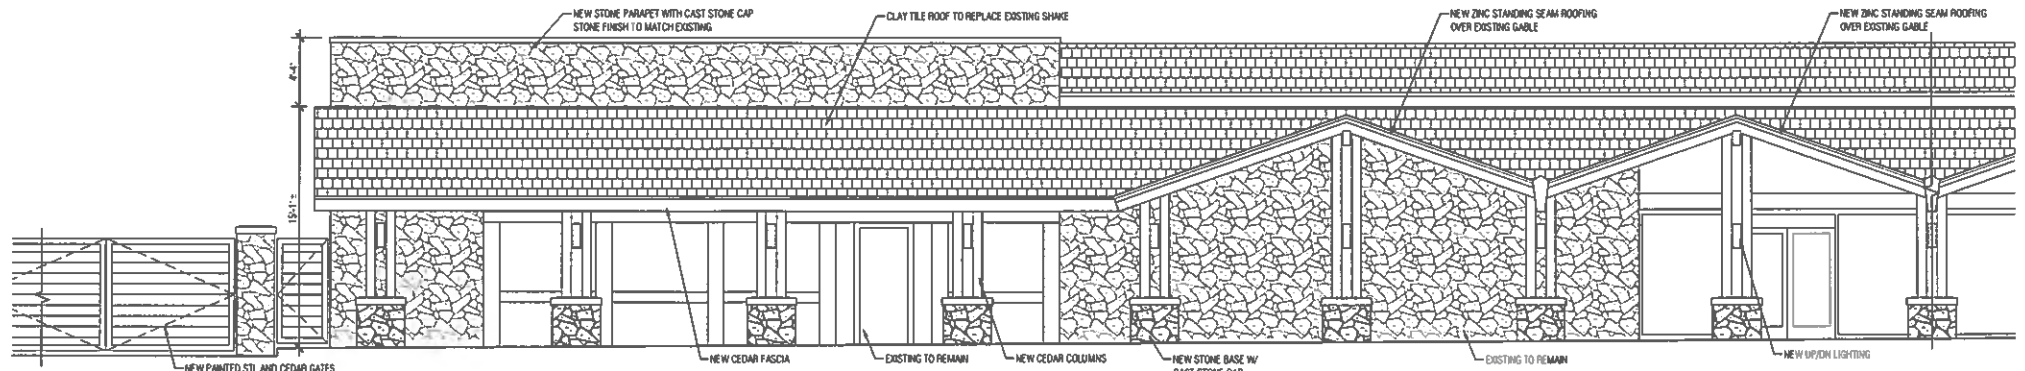 NEW STONE PARAPET WITH CAST STONE CAP
STONE FINISH TO MATCH EXISTING
CLAY TILE ROOF TO REPLACE EXISTING SHAKE
NEW ZINC STANDING SEAM ROOFING
OVER EXISTING GABLE
NEW ZINC STANDING SEAM ROOFING
OVER EXISTING GABLE
4'-4"
15'-1"±
NEW PAINTED STL AND CEDAR GATES
NEW CEDAR FASCIA
EXISTING TO REMAIN
NEW CEDAR COLUMNS
NEW STONE BASE W/
CAST STONE CAP
EXISTING TO REMAIN
NEW UP/DN LIGHTING